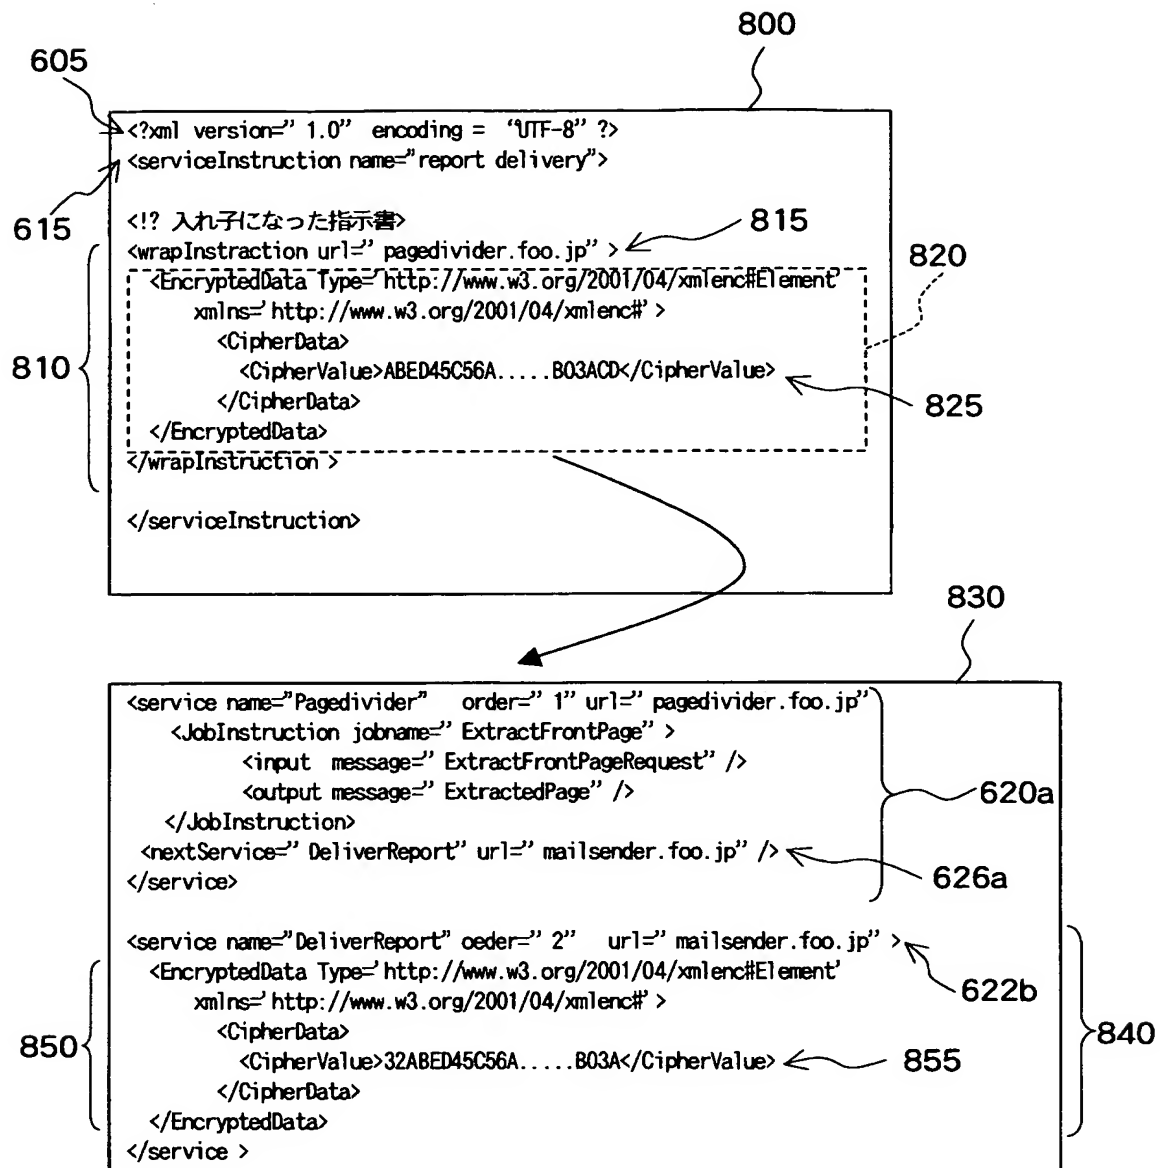 800
605
<?xml version=” 1.0” encoding = “UTF-8” ?>
<serviceInstruction name=”report delivery”>
615
<!? 入れ子になった指示書>
815
<wrapInstraction url=” pagedivider.foo.jp” >
820
<EncryptedData Type=’http://www.w3.org/2001/04/xmlenc#Element’
xmlns=’http://www.w3.org/2001/04/xmlenc#’ >
<CipherData>
810
<CipherValue>ABED45C56A.....B03ACD</CipherValue>
825
</CipherData>
</EncryptedData>
</wrapInstruction >
</serviceInstruction>
830
<service name=”Pagedivider” order=” 1” url=” pagedivider.foo.jp”
<JobInstruction jobname=” ExtractFrontPage” >
<input message=” ExtractFrontPageRequest” />
<output message=” ExtractedPage” />
620a
</JobInstruction>
<nextService=” DeliverReport” url=” mailsender.foo.jp” />
626a
</service>
<service name=”DeliverReport” oeder=” 2” url=” mailsender.foo.jp” >
622b
<EncryptedData Type=’http://www.w3.org/2001/04/xmlenc#Element’
xmlns=’http://www.w3.org/2001/04/xmlenc#’ >
<CipherData>
850
840
<CipherValue>32ABED45C56A.....B03A</CipherValue>
855
</CipherData>
</EncryptedData>
</service >